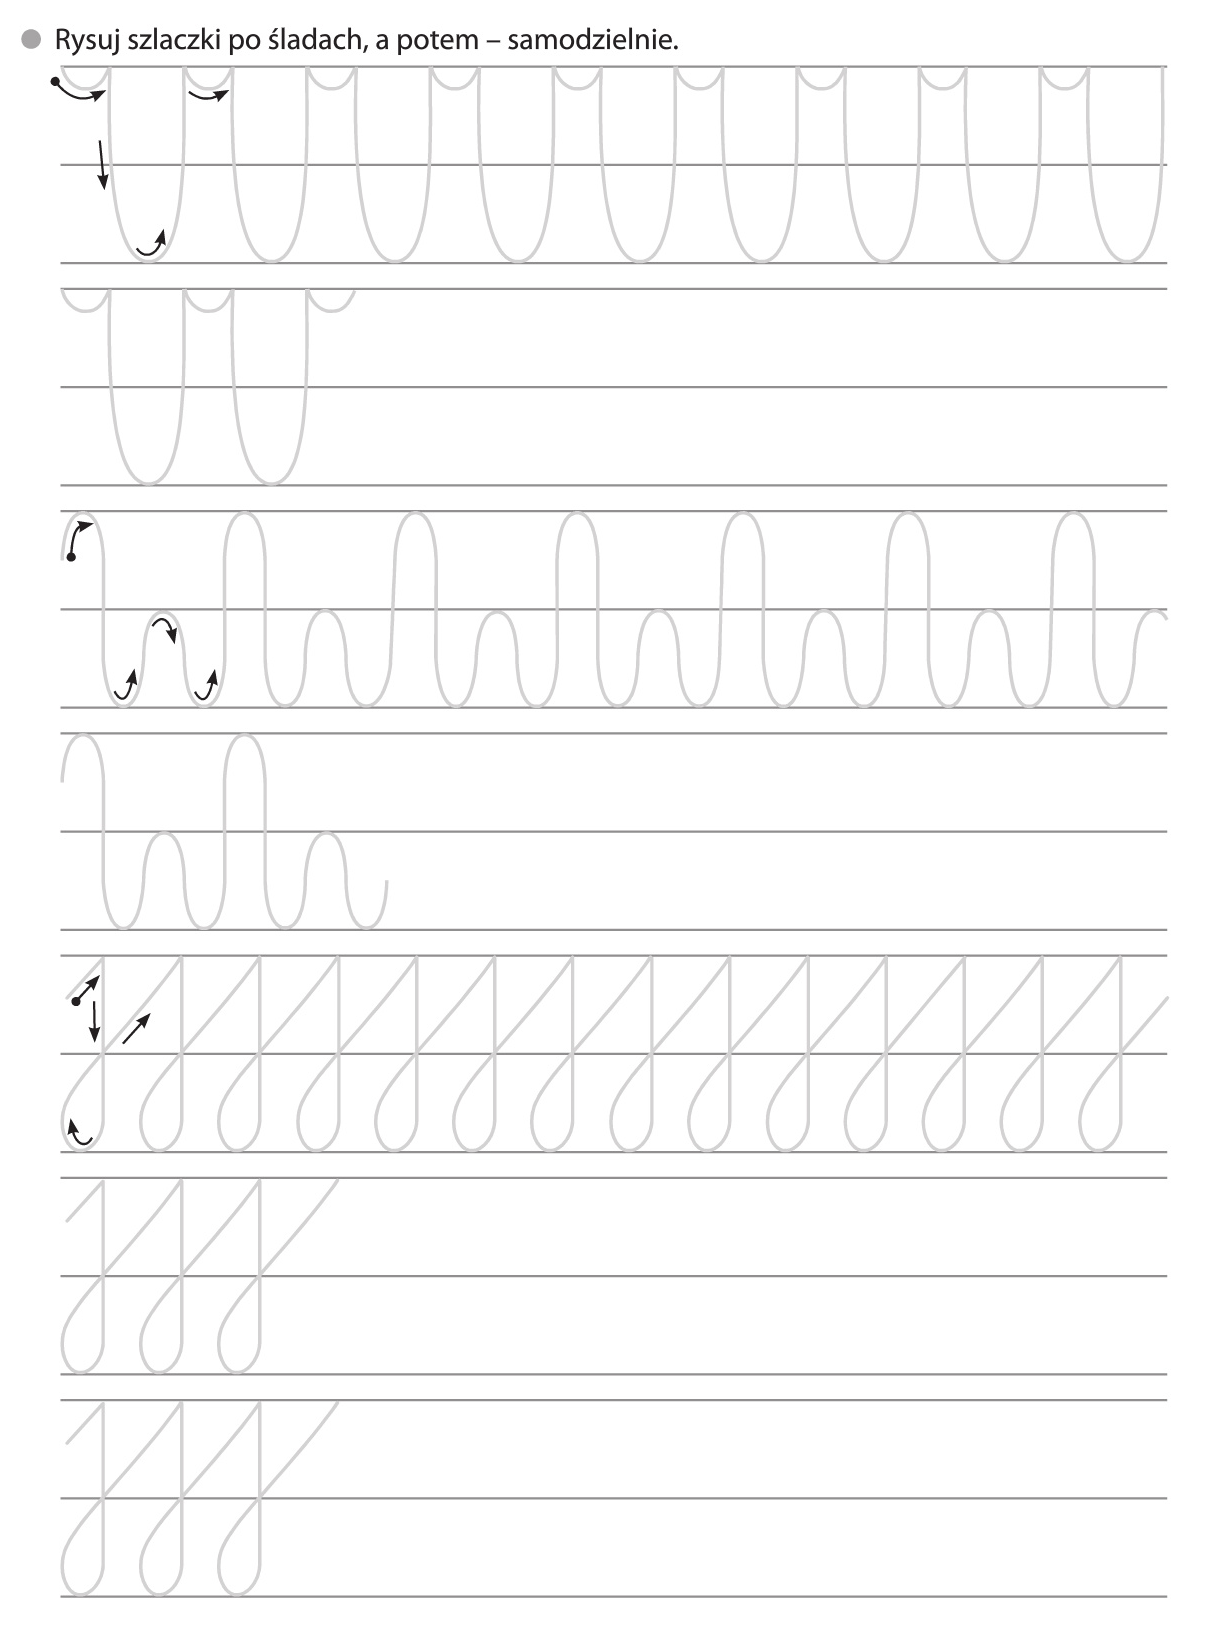 Rysuj szlaczki po śladach, a potem – samodzielnie.